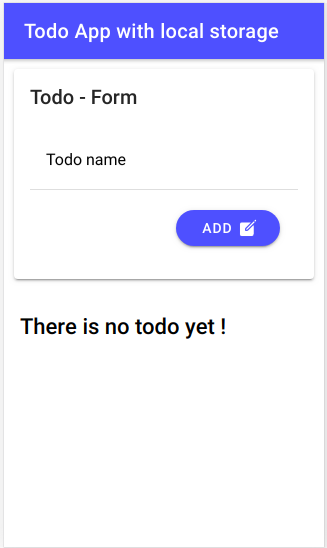 Todo App with local storage
Todo - Form
Todo name
ADD
There is no todo yet !